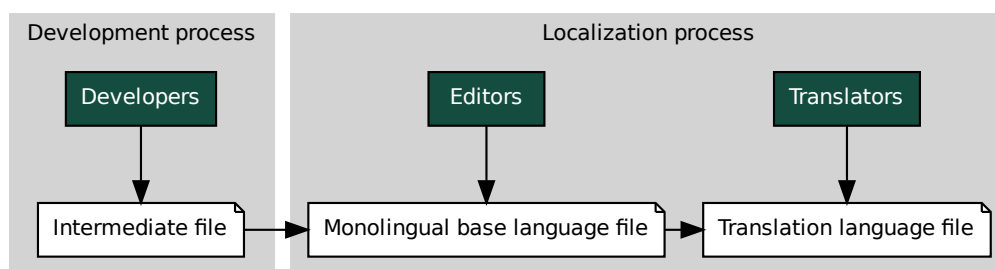 Development process
Localization process
Developers
Editors
Translators
Intermediate file
Monolingual base language file
Translation language file